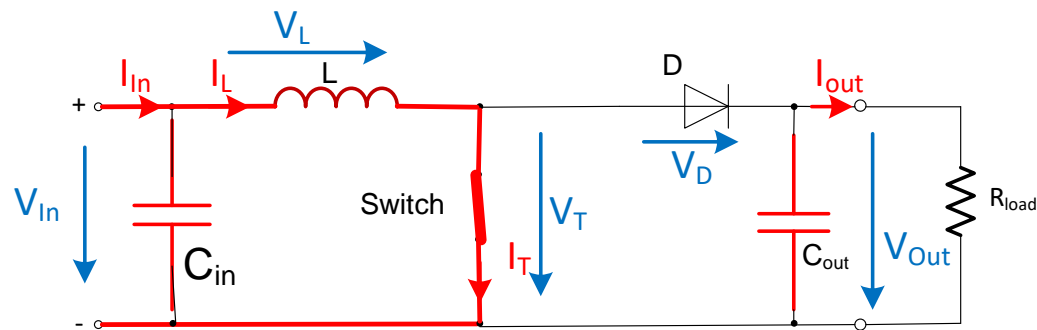 V_L
D
I_In
I_L
L
I_out
+
V_In
C_in
Switch
I_T
V_T
V_D
C_out
V_Out
R_load
-